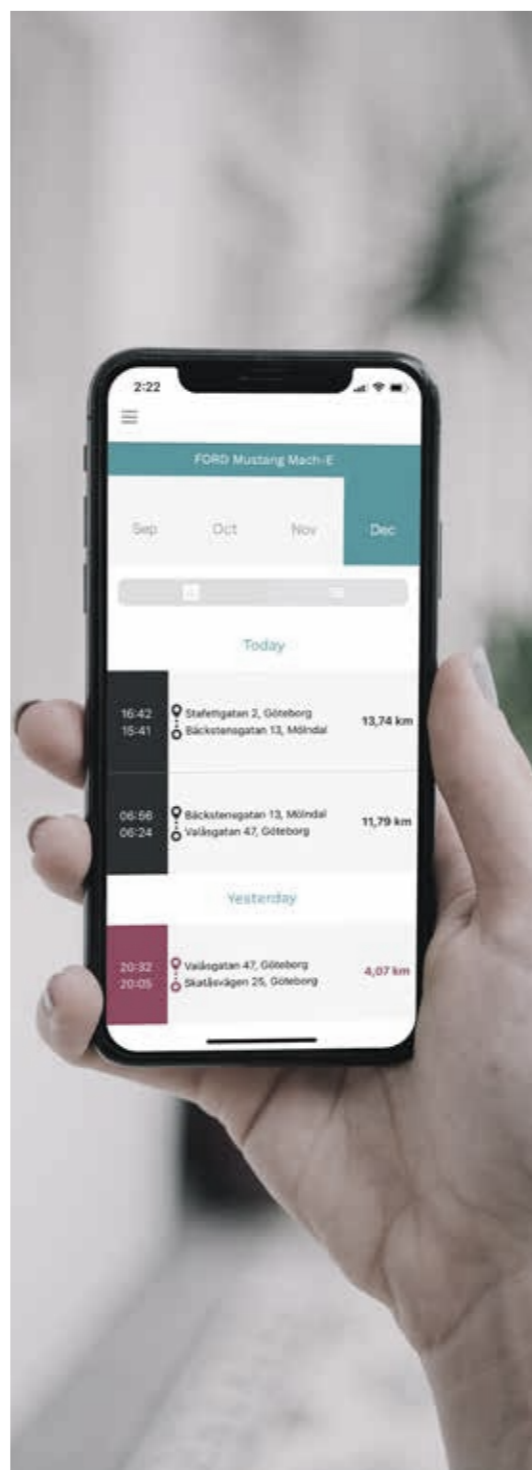 2:22
FORD Mustang Mach-E
Sep Oct Nov Dec
Today
16:42 Stafettgatan 2, Göteborg
15:41 Bäckstensgatan 13, Mölndal
13,74 km
06:56 Bäckstensgatan 13, Mölndal
06:24 Valåsgatan 47, Göteborg
11,79 km
Yesterday
20:32 Valåsgatan 47, Göteborg
20:05 Skatåsvägen 25, Göteborg
4,07 km